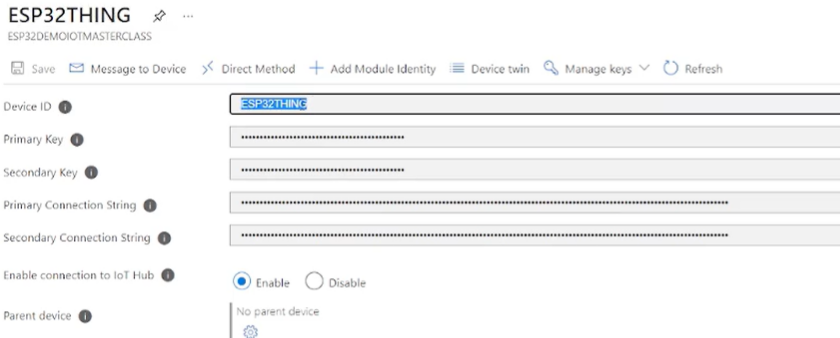 ESP32THING
ESP32DEMOIOTMASTERCLASS
Save Message to Device Direct Method Add Module Identity Device twin Manage keys Refresh
Device ID ESP32THING
Primary Key
Secondary Key
Primary Connection String
Secondary Connection String
Enable connection to IoT Hub Enable Disable
Parent device No parent device